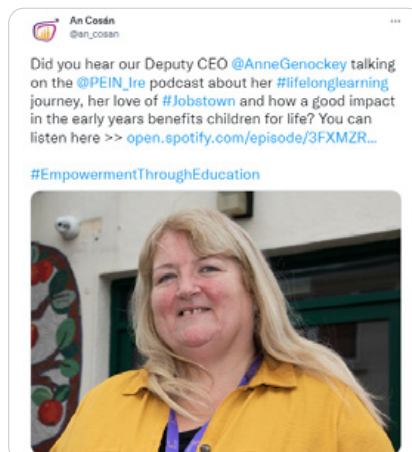 An Cosán
@an_cosan
Did you hear our Deputy CEO @AnneGenockey talking
on the @PEIN_Ire podcast about her #lifelonglearning
journey, her love of #Jobstown and how a good impact
in the early years benefits children for life? You can
listen here >> open.spotify.com/episode/3FXMZR...
#EmpowermentThroughEducation